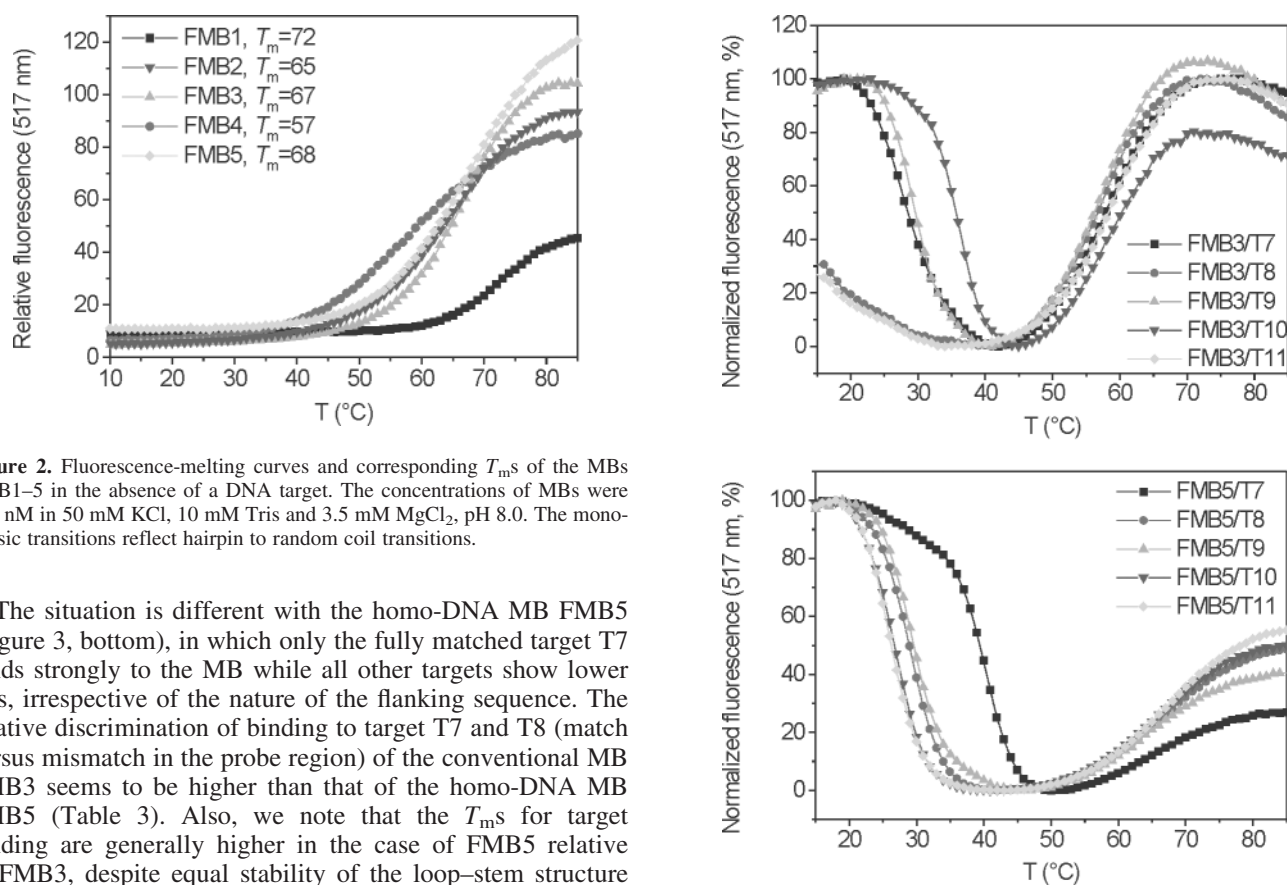 Relative fluorescence (517 nm)
120
100
80
60
40
20
0
FMB1, Tm=72
FMB2, Tm=65
FMB3, Tm=67
FMB4, Tm=57
FMB5, Tm=68
10 20 30 40 50 60 70 80
T (°C)
ure 2. Fluorescence-melting curves and corresponding Tms of the MBs
B1–5 in the absence of a DNA target. The concentrations of MBs were
nM in 50 mM KCl, 10 mM Tris and 3.5 mM MgCl2, pH 8.0. The mono-
sic transitions reflect hairpin to random coil transitions.
The situation is different with the homo-DNA MB FMB5
gure 3, bottom), in which only the fully matched target T7
ds strongly to the MB while all other targets show lower
s, irrespective of the nature of the flanking sequence. The
ative discrimination of binding to target T7 and T8 (match
rsus mismatch in the probe region) of the conventional MB
MB3 seems to be higher than that of the homo-DNA MB
MB5 (Table 3). Also, we note that the Tms for target
ding are generally higher in the case of FMB5 relative
FMB3, despite equal stability of the loop–stem structure
Normalized fluorescence (517 nm, %)
120
100
80
60
40
20
0
FMB3/T7
FMB3/T8
FMB3/T9
FMB3/T10
FMB3/T11
20 30 40 50 60 70 80
T (°C)
Normalized fluorescence (517 nm, %)
100
80
60
40
20
0
FMB5/T7
FMB5/T8
FMB5/T9
FMB5/T10
FMB5/T11
20 30 40 50 60 70 80
T (°C)